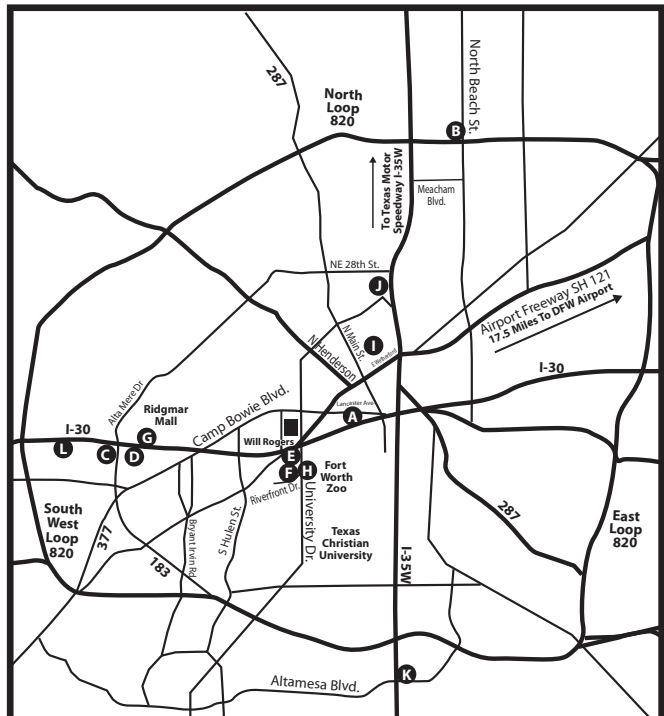 287
North
Loop
820
B
North Beach St.
To Texas Motor
Speedway I-35W
Meacham
Blvd.
NE 28th St.
J
Airport Freeway SH 121
17.5 Miles To DFW Airport
N Main St.
I
N Henderson
E Weatherford
I-30
Alta Mere Dr
Ridgmar
Mall
Camp Bowie Blvd.
Lancaster Ave
A
I-30
G
Will Rogers
L
C
D
E
F
H
Fort
Worth
Zoo
Riverfront Dr.
University Dr.
South
West
Loop
820
377
183
Bryant Irvin Rd
S Hulen St.
Texas
Christian
University
I-35W
287
East
Loop
820
Altamesa Blvd.
K